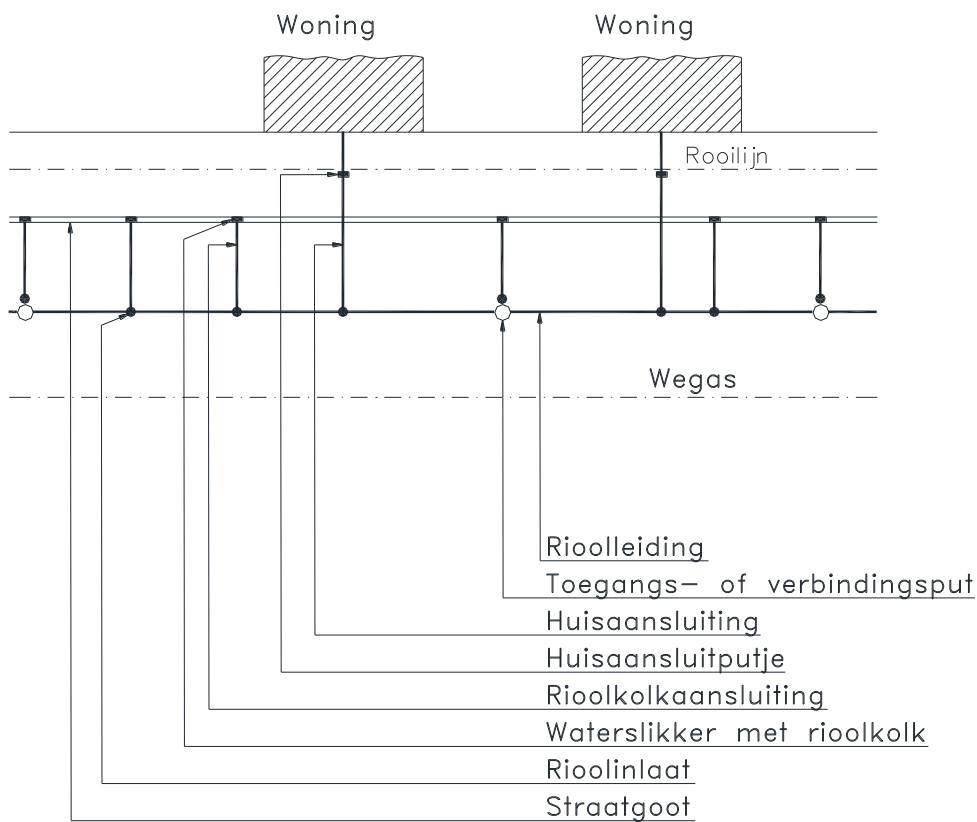 Woning
Woning
Rooilijn
Wegas
Rioolleiding
Toegangs- of verbindingsput
Huisaansluiting
Huisaansluitputje
Rioolkolkaansluiting
Waterslikker met rioolkolk
Rioolinlaat
Straatgoot